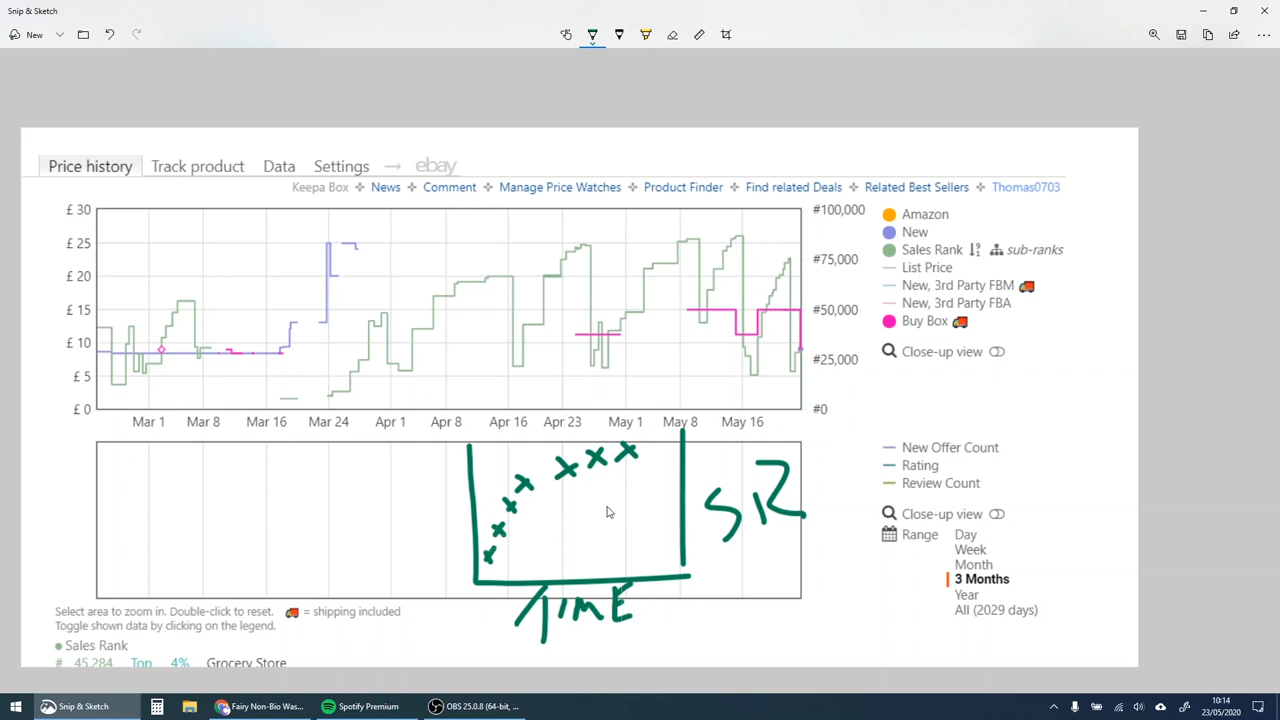 Snip & Sketch
New
Price history Track product Data Settings → ebay
Keepa Box News Comment Manage Price Watches Product Finder Find related Deals Related Best Sellers Thomas0703
£ 30 #100,000
£ 25
£ 20 #75,000
£ 15 #50,000
£ 10
#25,000
£ 5
£ 0 #0
Mar 1 Mar 8 Mar 16 Mar 24 Apr 1 Apr 8 Apr 16 Apr 23 May 1 May 8 May 16
Amazon
New
Sales Rank sub-ranks
List Price
New, 3rd Party FBM
New, 3rd Party FBA
Buy Box
Close-up view
New Offer Count
Rating
Review Count
Close-up view
Range Day
Week
Month
3 Months
Year
All (2029 days)
x x x x x x x
SR
TIME
Select area to zoom in. Double-click to reset. = shipping included
Toggle shown data by clicking on the legend.
Sales Rank
# 45,284 Top 4% Grocery Store
Snip & Sketch Fairy Non-Bio Was... Spotify Premium OBS 25.0.8 (64-bit, ...
10:14
23/05/2020